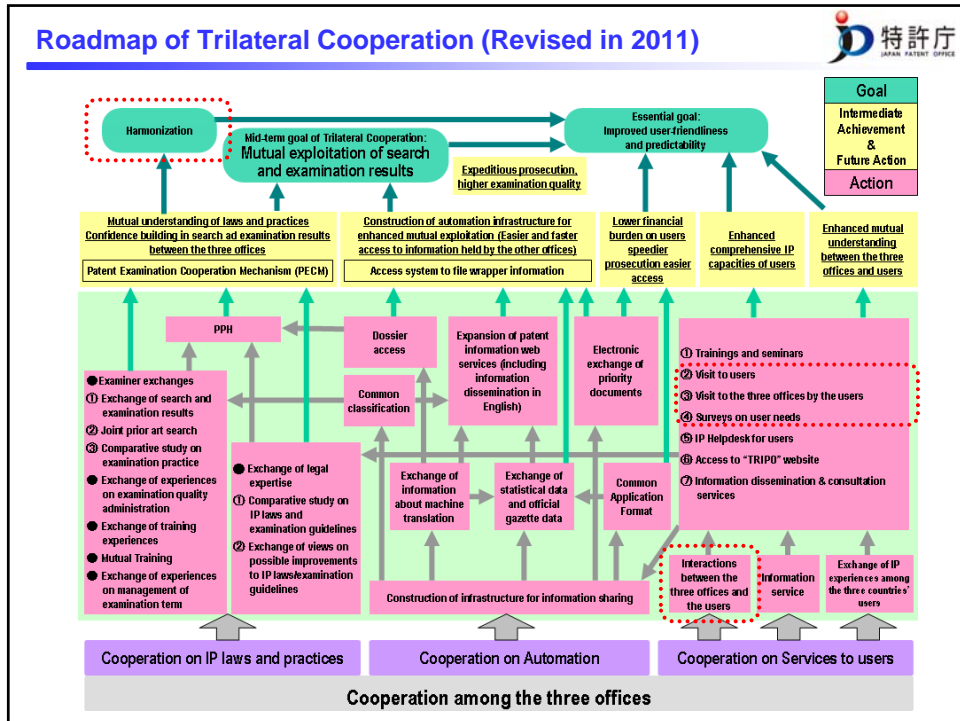 Roadmap of Trilateral Cooperation (Revised in 2011)
特許庁
JAPAN PATENT OFFICE
Goal
Intermediate
Achievement
&
Future Action
Action
Harmonization
Mid-term goal of Trilateral Cooperation:
Mutual exploitation of search
and examination results
Essential goal:
Improved user-friendliness
and predictability
Expeditious prosecution,
higher examination quality
Mutual understanding of laws and practices
Confidence building in search ad examination results
between the three offices
Patent Examination Cooperation Mechanism (PECM)
Construction of automation infrastructure for
enhanced mutual exploitation (Easier and faster
access to information held by the other offices)
Access system to file wrapper information
Lower financial
burden on users
speedier
prosecution easier
access
Enhanced
comprehensive IP
capacities of users
Enhanced mutual
understanding
between the three
offices and users
PPH
Dossier
access
Common
classification
Expansion of patent
information web
services (including
information
dissemination in
English)
Electronic
exchange of
priority
documents
① Trainings and seminars
② Visit to users
③ Visit to the three offices by the users
④ Surveys on user needs
⑤ IP Helpdesk for users
⑥ Access to “TRIPO” website
⑦ Information dissemination & consultation
services
● Examiner exchanges
① Exchange of search and
examination results
② Joint prior art search
③ Comparative study on
examination practice
● Exchange of experiences
on examination quality
administration
● Exchange of training
experiences
● Mutual Training
● Exchange of experiences
on management of
examination term
● Exchange of legal
expertise
① Comparative study on
IP laws and
examination guidelines
② Exchange of views on
possible improvements
to IP laws/examination
guidelines
Exchange of
information
about machine
translation
Exchange of
statistical data
and official
gazette data
Common
Application
Format
Construction of infrastructure for information sharing
Interactions
between the
three offices and
the users
Information
service
Exchange of IP
experiences among
the three countries'
users
Cooperation on IP laws and practices
Cooperation on Automation
Cooperation on Services to users
Cooperation among the three offices